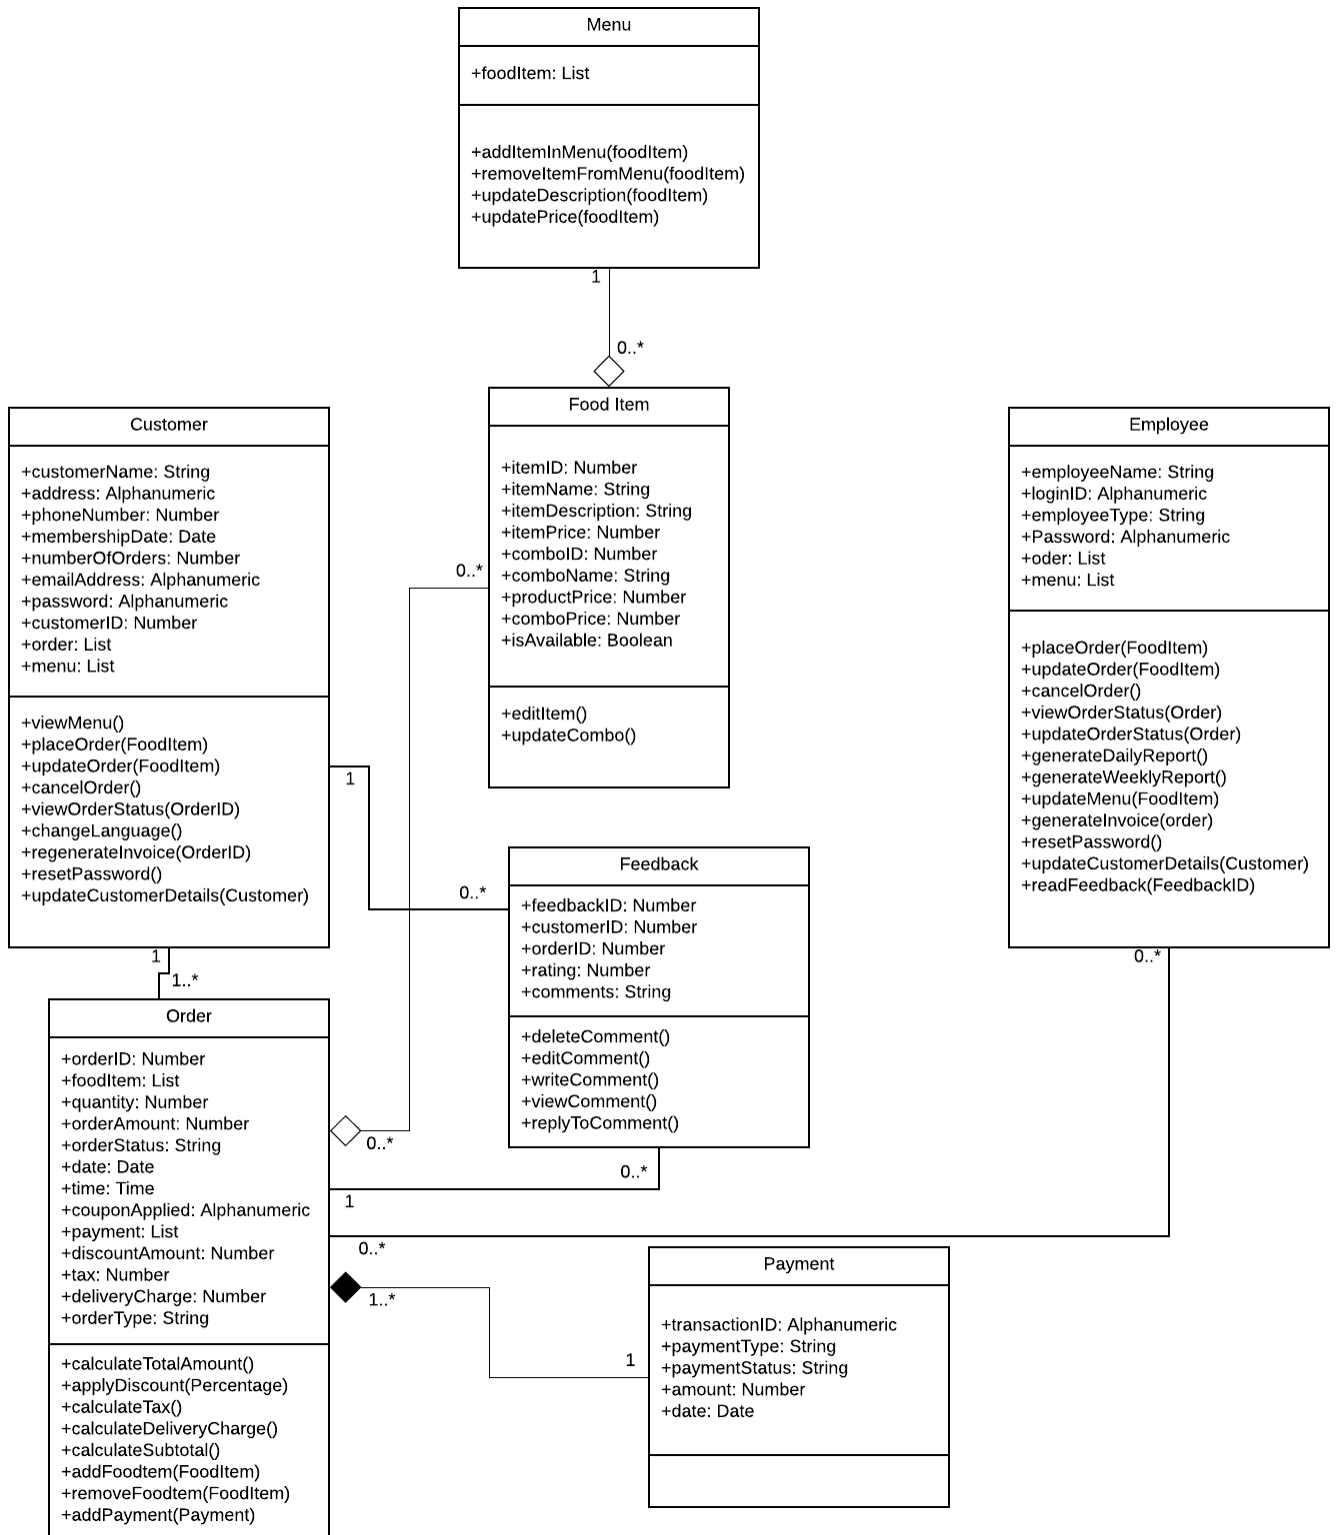 Menu
+foodItem: List
+addItemInMenu(foodItem)
+removeItemFromMenu(foodItem)
+updateDescription(foodItem)
+updatePrice(foodItem)
1
0..*
Food Item
+itemID: Number
+itemName: String
+itemDescription: String
+itemPrice: Number
+comboID: Number
+comboName: String
+productPrice: Number
+comboPrice: Number
+isAvailable: Boolean
+editItem()
+updateCombo()
0..*
Customer
+customerName: String
+address: Alphanumeric
+phoneNumber: Number
+membershipDate: Date
+numberOfOrders: Number
+emailAddress: Alphanumeric
+password: Alphanumeric
+customerID: Number
+order: List
+menu: List
+viewMenu()
+placeOrder(FoodItem)
+updateOrder(FoodItem)
+cancelOrder()
+viewOrderStatus(OrderID)
+changeLanguage()
+regenerateInvoice(OrderID)
+resetPassword()
+updateCustomerDetails(Customer)
1
0..*
1
1..*
Employee
+employeeName: String
+loginID: Alphanumeric
+employeeType: String
+Password: Alphanumeric
+oder: List
+menu: List
+placeOrder(FoodItem)
+updateOrder(FoodItem)
+cancelOrder()
+viewOrderStatus(Order)
+updateOrderStatus(Order)
+generateDailyReport()
+generateWeeklyReport()
+updateMenu(FoodItem)
+generateInvoice(order)
+resetPassword()
+updateCustomerDetails(Customer)
+readFeedback(FeedbackID)
0..*
Feedback
+feedbackID: Number
+customerID: Number
+orderID: Number
+rating: Number
+comments: String
+deleteComment()
+editComment()
+writeComment()
+viewComment()
+replyToComment()
0..*
Order
+orderID: Number
+foodItem: List
+quantity: Number
+orderAmount: Number
+orderStatus: String
+date: Date
+time: Time
+couponApplied: Alphanumeric
+payment: List
+discountAmount: Number
+tax: Number
+deliveryCharge: Number
+orderType: String
+calculateTotalAmount()
+applyDiscount(Percentage)
+calculateTax()
+calculateDeliveryCharge()
+calculateSubtotal()
+addFoodtem(FoodItem)
+removeFoodtem(FoodItem)
+addPayment(Payment)
0..*
1
0..*
1..*
1
Payment
+transactionID: Alphanumeric
+paymentType: String
+paymentStatus: String
+amount: Number
+date: Date